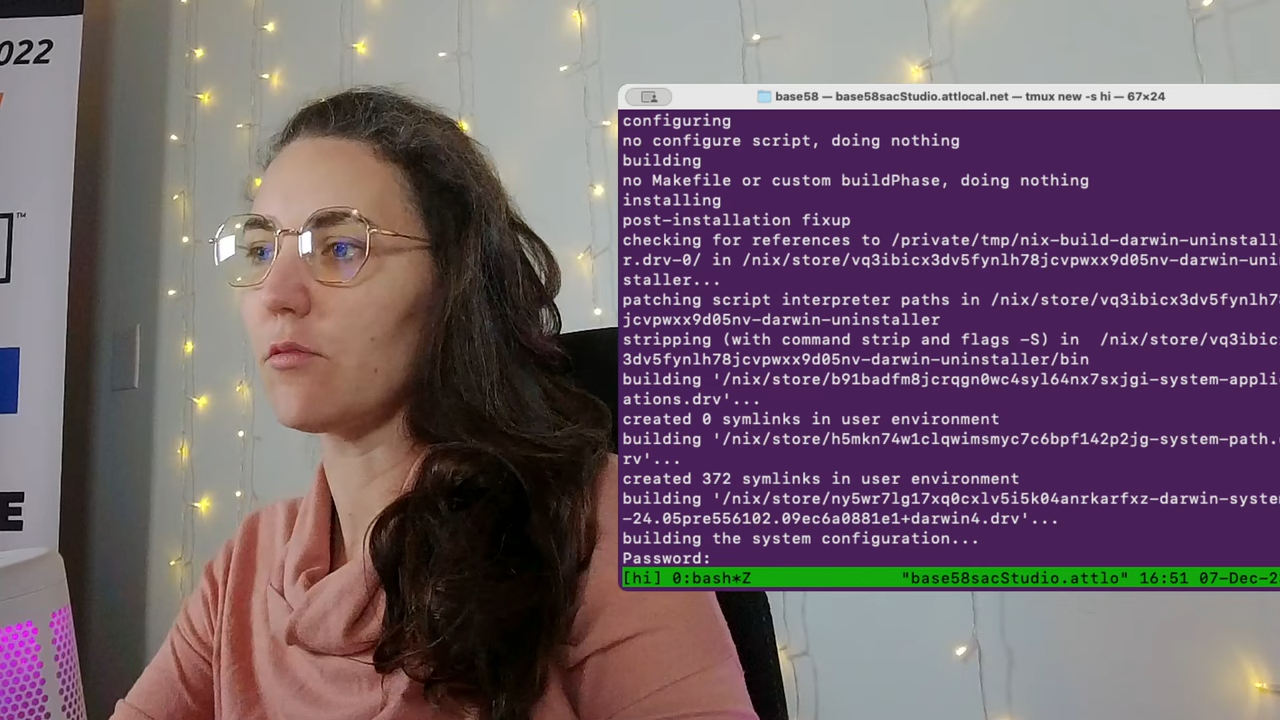 022
™
E
base58 — base58sacStudio.attlocal.net — tmux new -s hi — 67×24
configuring
no configure script, doing nothing
building
no Makefile or custom buildPhase, doing nothing
installing
post-installation fixup
checking for references to /private/tmp/nix-build-darwin-uninstall
r.drv-0/ in /nix/store/vq3ibicx3dv5fynlh78jcvpwxx9d05nv-darwin-uni
staller...
patching script interpreter paths in /nix/store/vq3ibicx3dv5fynlh7
jcvpwxx9d05nv-darwin-uninstaller
stripping (with command strip and flags -S) in  /nix/store/vq3ibic
3dv5fynlh78jcvpwxx9d05nv-darwin-uninstaller/bin
building '/nix/store/b91badfm8jcrqgn0wc4syl64nx7sxjgi-system-appli
ations.drv'...
created 0 symlinks in user environment
building '/nix/store/h5mkn74w1clqwimsmyc7c6bpf142p2jg-system-path.
rv'...
created 372 symlinks in user environment
building '/nix/store/ny5wr7lg17xq0cxlv5i5k04anrkarfxz-darwin-syste
-24.05pre556102.09ec6a0881e1+darwin4.drv'...
building the system configuration...
Password:
[hi] 0:bash*Z "base58sacStudio.attlo" 16:51 07-Dec-2